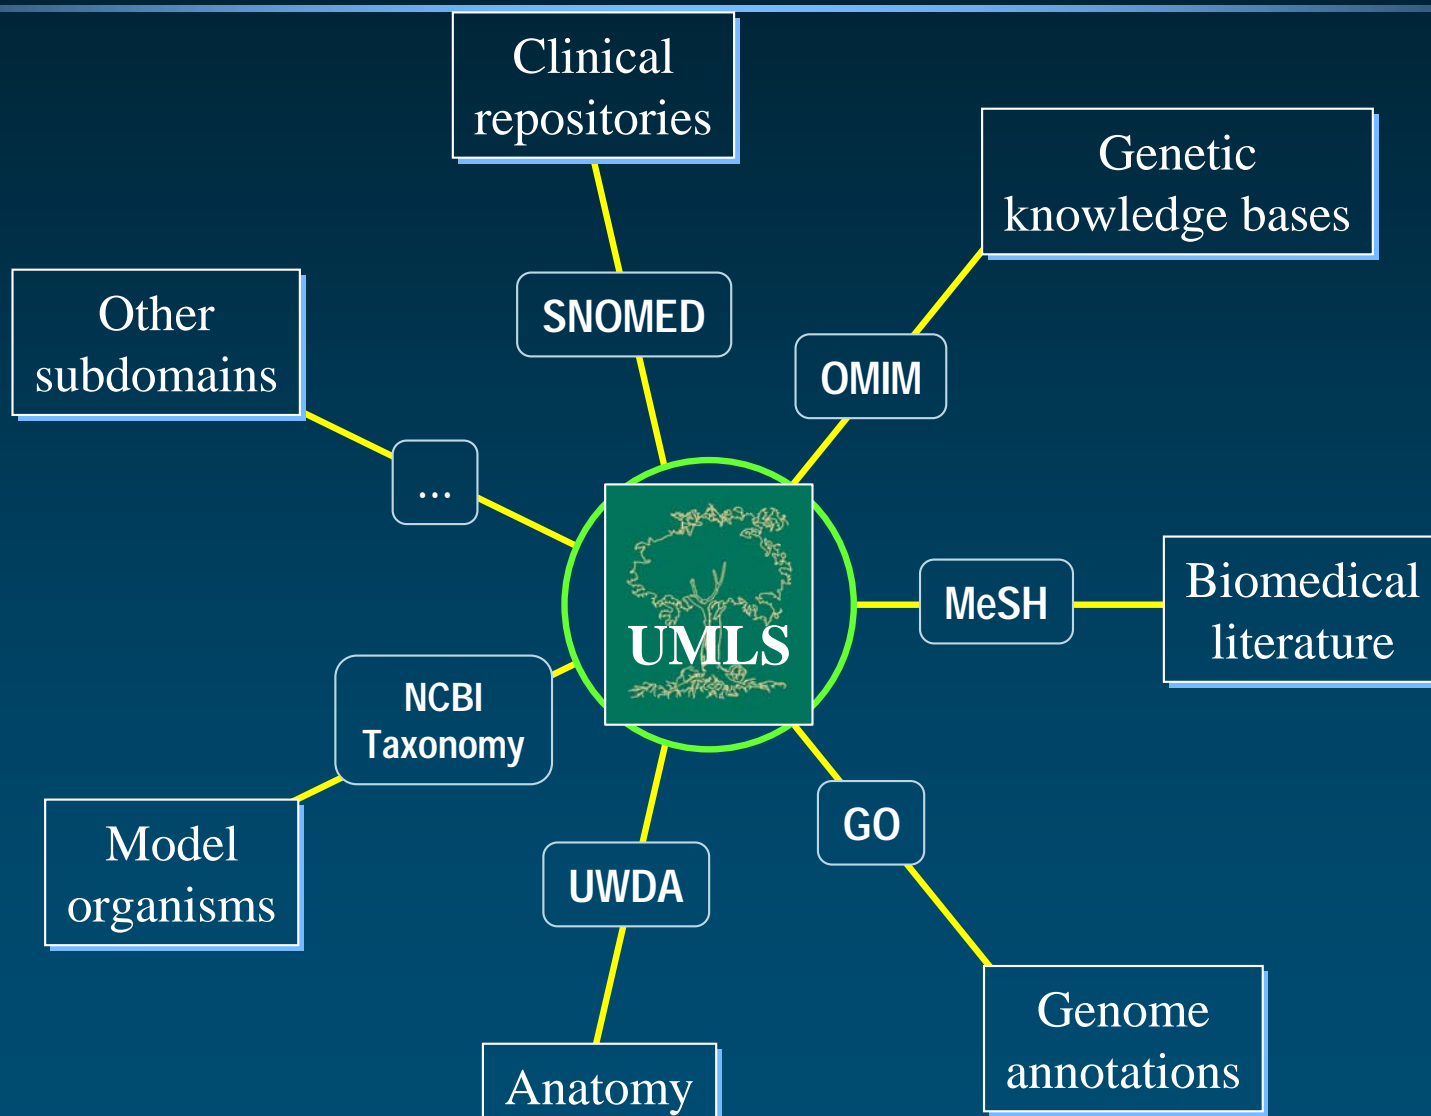 Clinical
repositories
Genetic
knowledge bases
Other
subdomains
SNOMED
OMIM
...
UMLS
MeSH
Biomedical
literature
NCBI
Taxonomy
Model
organisms
GO
UWDA
Genome
annotations
Anatomy